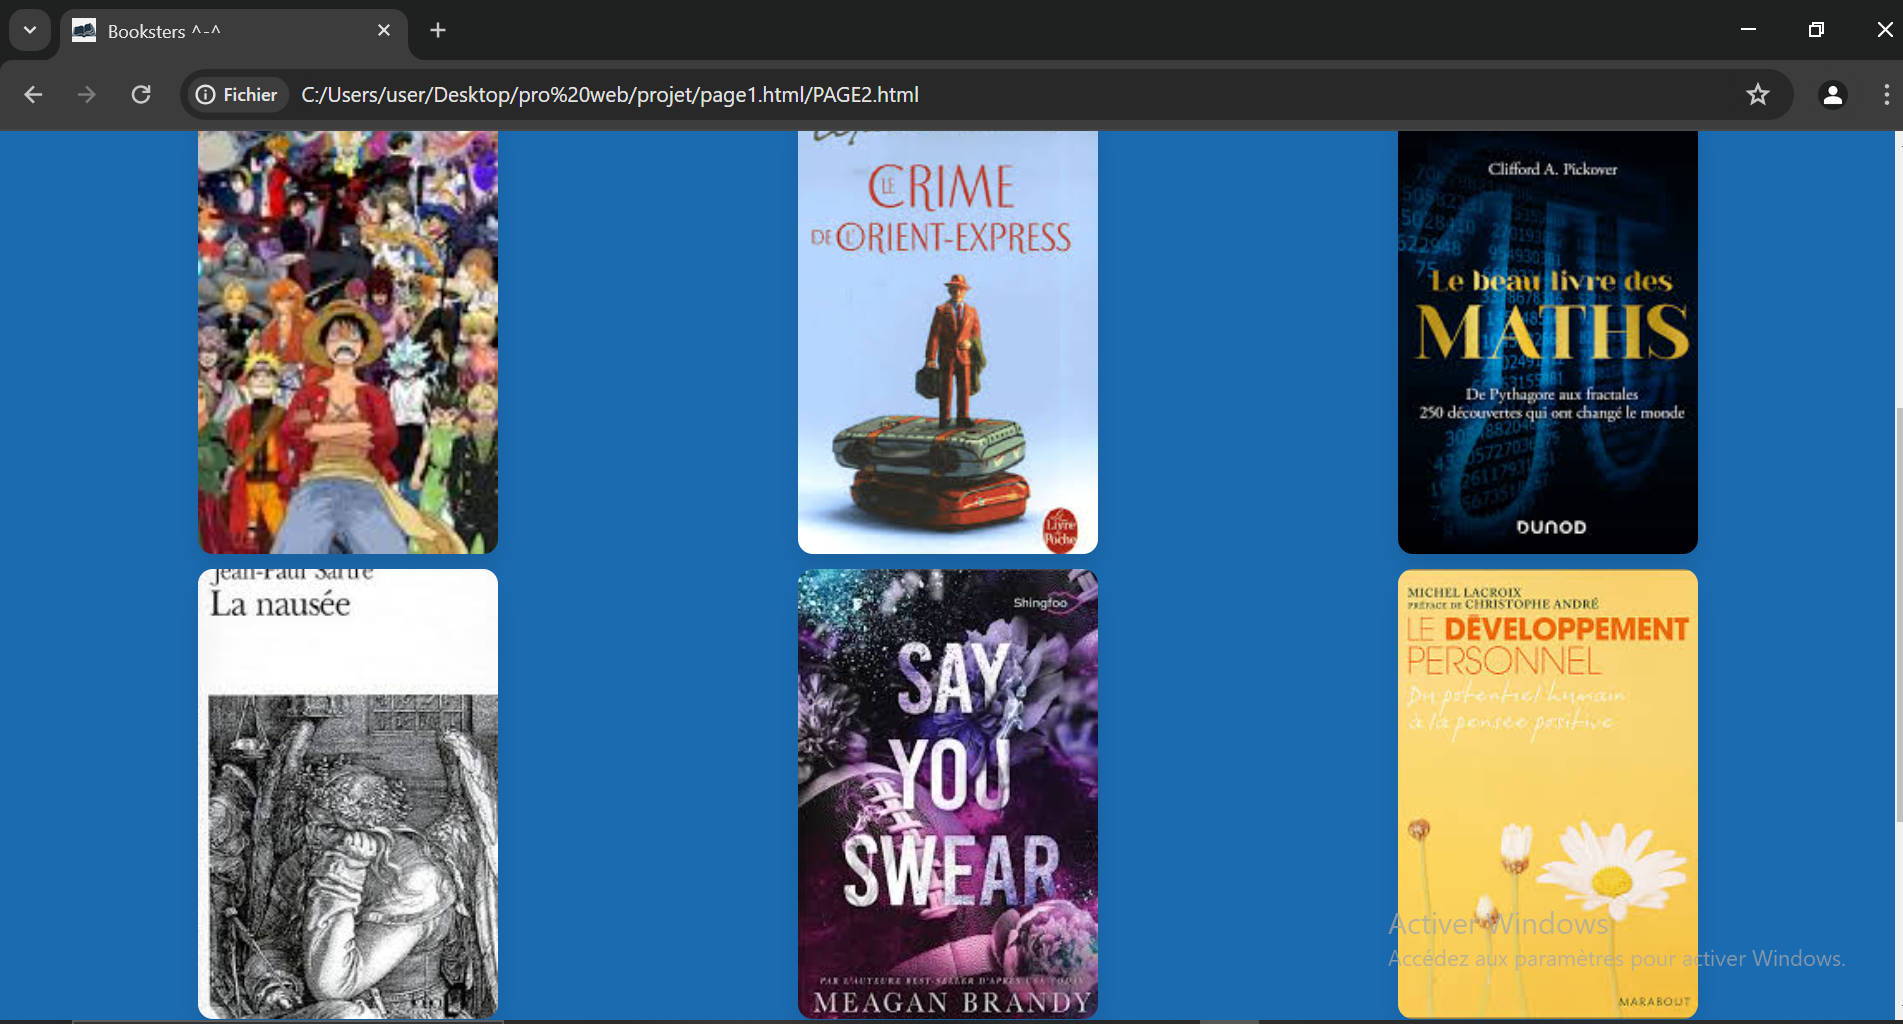 Booksters ^-^
Fichier
C:/Users/user/Desktop/pro%20web/projet/page1.html/PAGE2.html
LE CRIME
DE L'ORIENT-EXPRESS
Le
Livre
de
Poche
Clifford A. Pickover
Le beau livre des
MATHS
De Pythagore aux fractales
250 découvertes qui ont changé le monde
DUNOD
Jean-Paul Sartre
La nausée
Shingfoo
SAY
YOU
SWEAR
PAR L'AUTEURE BEST-SELLER D'APRÈS
MEAGAN BRANDY
MICHEL LACROIX
PRÉFACE DE CHRISTOPHE ANDRÉ
LE DÉVELOPPEMENT
PERSONNEL
Du potentiel humain
à la pensée positive
MARABOUT
Activer Windows
Accédez aux paramètres pour activer Windows.